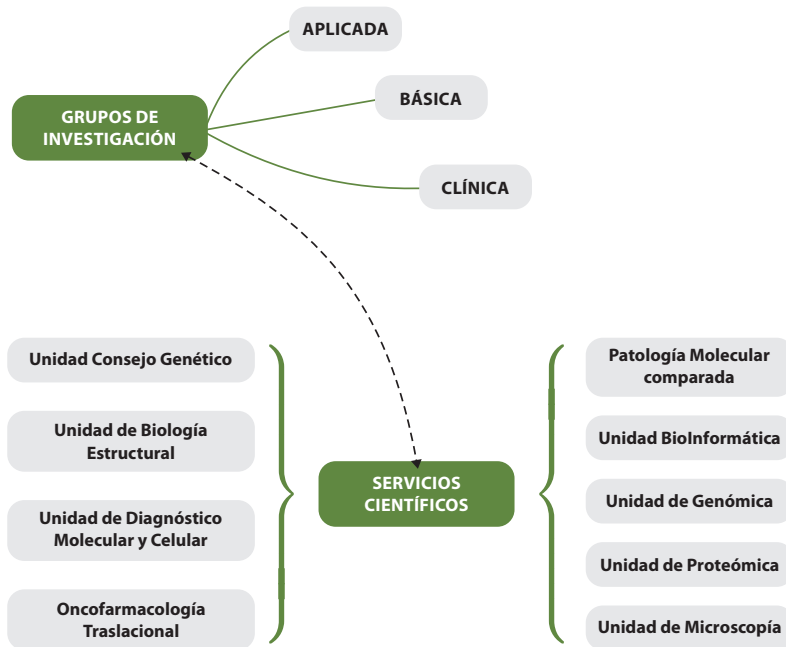 APLICADA
BÁSICA
GRUPOS DE
INVESTIGACIÓN
CLÍNICA
Unidad Consejo Genético
Unidad de Biología
Estructural
Unidad de Diagnóstico
Molecular y Celular
Oncofarmacología
Traslacional
SERVICIOS
CIENTÍFICOS
Patología Molecular
comparada
Unidad BioInformática
Unidad de Genómica
Unidad de Proteómica
Unidad de Microscopía